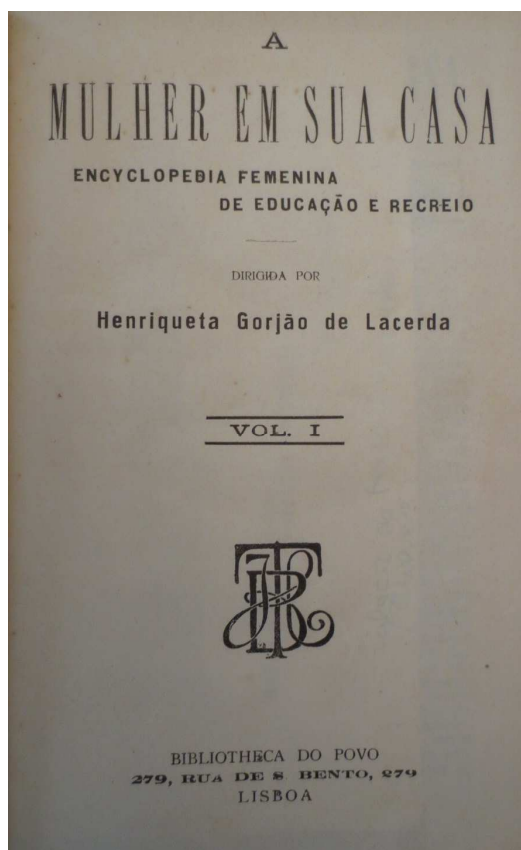 A
MULHER EM SUA CASA
ENCYCLOPEDIA FEMENINA
DE EDUCAÇÃO E RECREIO
DIRIGIDA POR
Henriqueta Gorjão de Lacerda
VOL. I
BIBLIOTHECA DO POVO
279, RUA DE S BENTO, 279
LISBOA